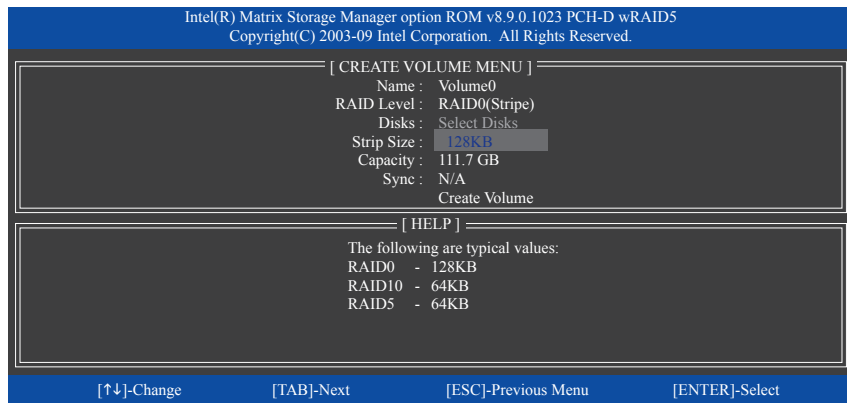 Intel(R) Matrix Storage Manager option ROM v8.9.0.1023 PCH-D wRAID5
Copyright(C) 2003-09 Intel Corporation. All Rights Reserved.
[ CREATE VOLUME MENU ]
Name : Volume0
RAID Level : RAID0(Stripe)
Disks : Select Disks
Strip Size : 128KB
Capacity : 111.7 GB
Sync : N/A
Create Volume
[ HELP ]
The following are typical values:
RAID0 - 128KB
RAID10 - 64KB
RAID5 - 64KB
[↑↓]-Change [TAB]-Next [ESC]-Previous Menu [ENTER]-Select